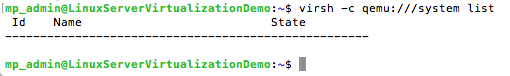 mp_admin@LinuxServerVirtualizationDemo:~$ virsh -c qemu:///system list
 Id    Name                           State
----------------------------------------------------

mp_admin@LinuxServerVirtualizationDemo:~$